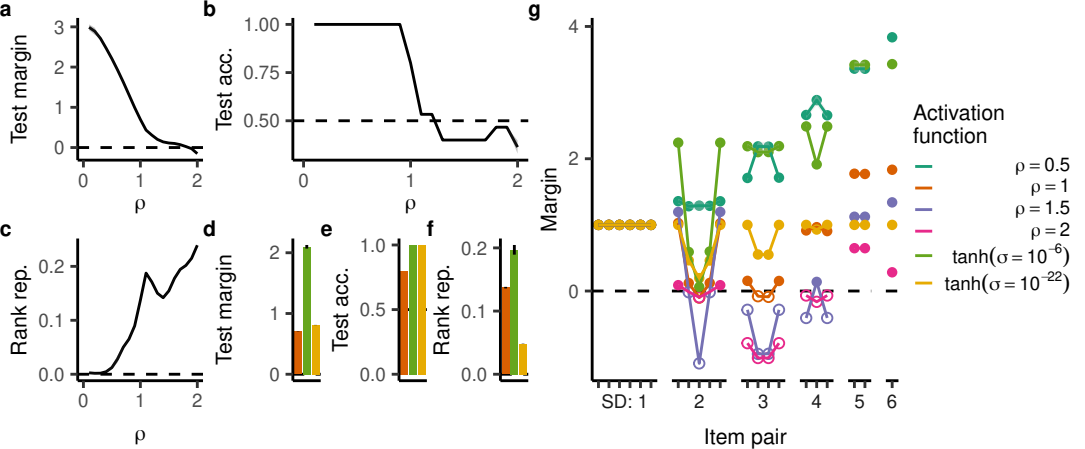 a
Test margin
3
2
1
0
0
1
2
ρ
b
Test acc.
1.00
0.75
0.50
0
1
2
ρ
c
Rank rep.
0.2
0.1
0.0
0
1
2
ρ
d
Test margin
2
1
0
e
Test acc.
1.0
0.5
0.0
f
Rank rep.
0.2
0.1
0.0
g
Margin
4
2
0
SD: 1
2
3
4
5
6
Item pair
Activation
function
ρ = 0.5
ρ = 1
ρ = 1.5
ρ = 2
tanh(σ = 10⁻⁶)
tanh(σ = 10⁻²²)